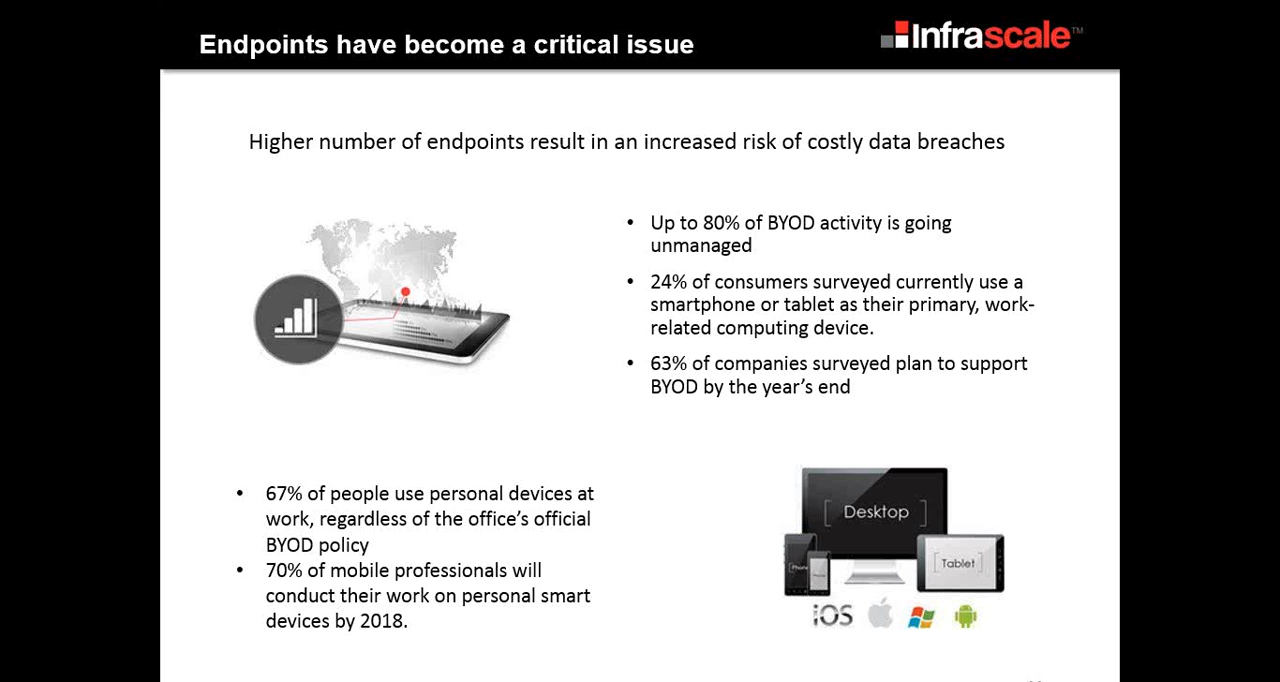 Endpoints have become a critical issue
Infrascale™
Higher number of endpoints result in an increased risk of costly data breaches
• Up to 80% of BYOD activity is going
unmanaged
• 24% of consumers surveyed currently use a
smartphone or tablet as their primary, work-
related computing device.
• 63% of companies surveyed plan to support
BYOD by the year’s end
• 67% of people use personal devices at
work, regardless of the office’s official
BYOD policy
• 70% of mobile professionals will
conduct their work on personal smart
devices by 2018.
[ Desktop ]
[ Phone
[ Tablet ]
iOS